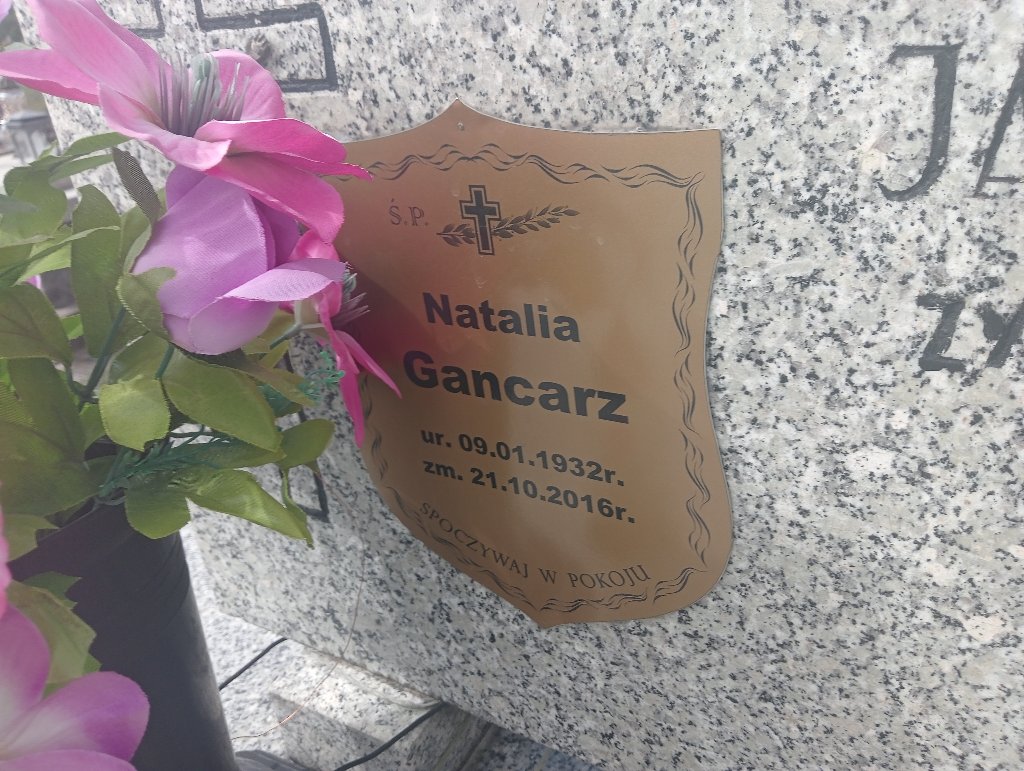 Ś.P.
Natalia
Gancarz
ur. 09.01.1932r.
zm. 21.10.2016r.
SPOCZYWAJ W POKOJU